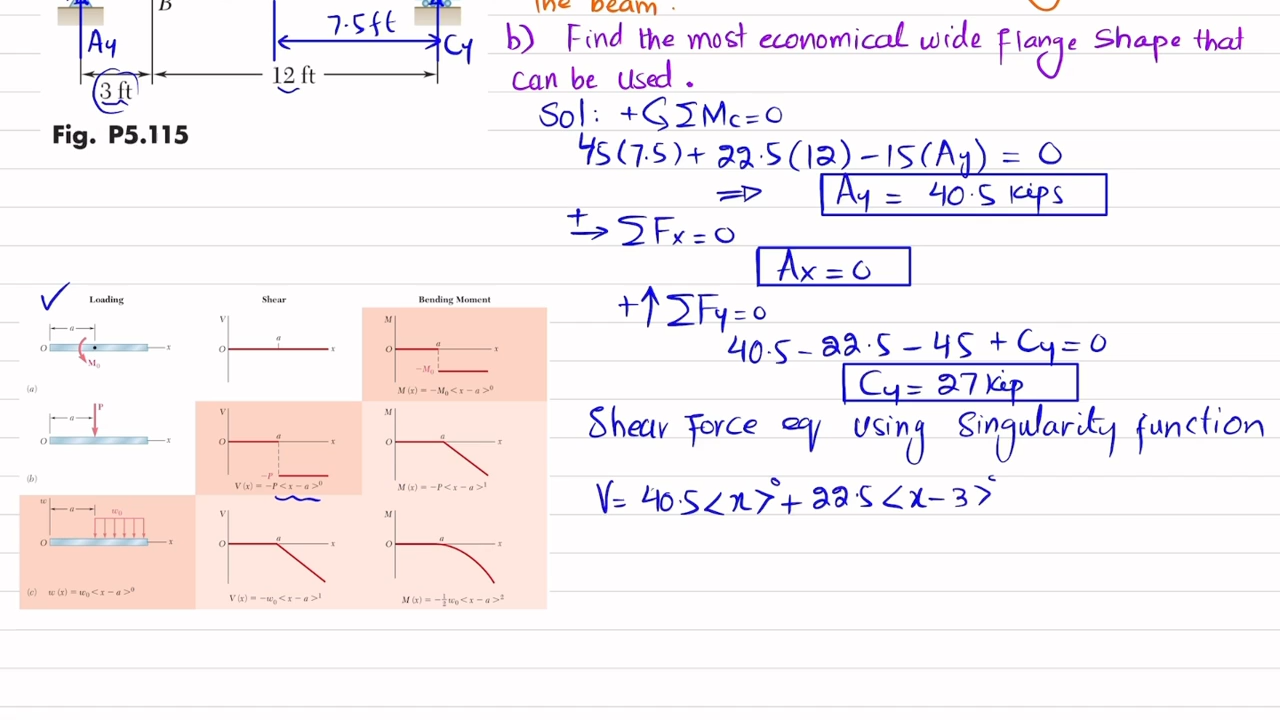 the beam.
B
7.5ft
Ay
Cy
b) Find the most economical wide flange shape that
3 ft
12 ft
can be used.
Fig. P5.115
Sol: +↺ ΣMc=0
45(7.5)+ 22.5(12) −15(Ay) = 0
⇒ Ay = 40.5 kips
+→ ΣFx=0
Ax=0
+↑ ΣFy=0
40.5−22.5−45 + Cy=0
Cy= 27 kip
Shear Force eq using Singularity function
V= 40.5<x>° + 22.5<x−3>°
✓ Loading Shear Bending Moment
a
O x
M₀
V
a
O x
M
a
O x
−M₀
(a)
M(x) = −M₀<x − a>⁰
P
a
O x
V
a
O x
−P
M
a
O x
(b)
V(x) = −P<x − a>⁰
M(x) = −P<x − a>¹
w
a
w₀
O x
V
a
O x
M
a
O x
(c) w(x) = w₀<x − a>⁰
V(x) = −w₀<x − a>¹
M(x) = −½w₀<x − a>²